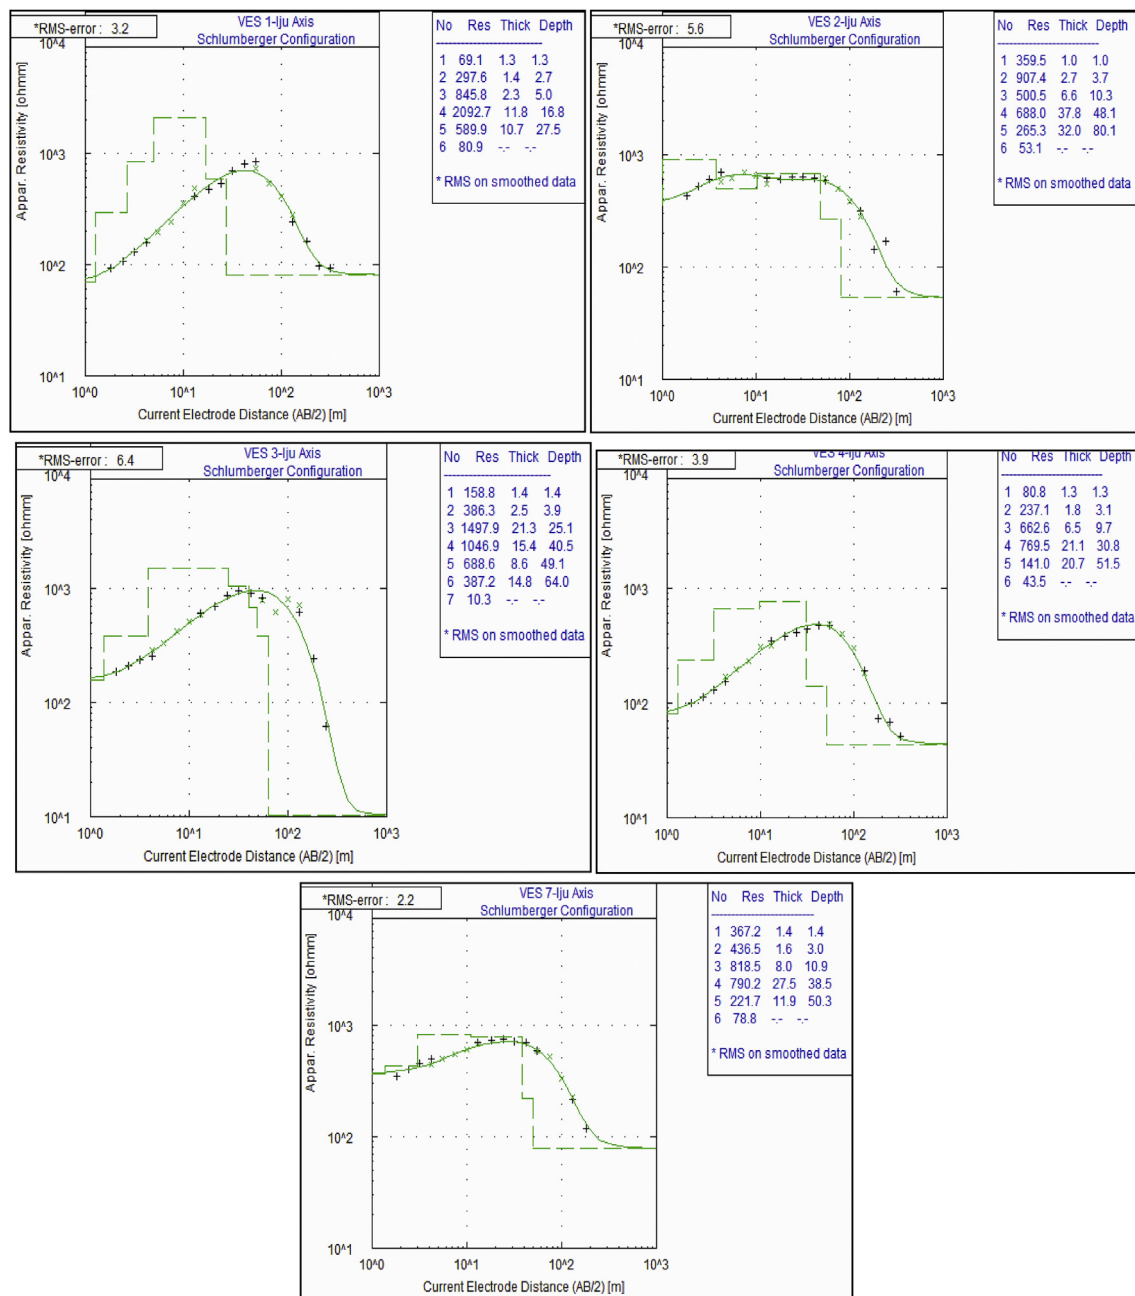 *RMS-error : 3.2
VES 1-Iju Axis
Schlumberger Configuration
10^4
10^3
10^2
10^1
Appar. Resistivity [ohmm]
10^0 10^1 10^2 10^3
Current Electrode Distance (AB/2) [m]
No Res Thick Depth
1 69.1 1.3 1.3
2 297.6 1.4 2.7
3 845.8 2.3 5.0
4 2092.7 11.8 16.8
5 589.9 10.7 27.5
6 80.9 -.- -.-
* RMS on smoothed data
*RMS-error : 5.6
VES 2-Iju Axis
Schlumberger Configuration
10^4
10^3
10^2
10^1
Appar. Resistivity [ohmm]
10^0 10^1 10^2 10^3
Current Electrode Distance (AB/2) [m]
No Res Thick Depth
1 359.5 1.0 1.0
2 907.4 2.7 3.7
3 500.5 6.6 10.3
4 688.0 37.8 48.1
5 265.3 32.0 80.1
6 53.1 -.- -.-
* RMS on smoothed data
*RMS-error : 6.4
VES 3-Iju Axis
Schlumberger Configuration
10^4
10^3
10^2
10^1
Appar. Resistivity [ohmm]
10^0 10^1 10^2 10^3
Current Electrode Distance (AB/2) [m]
No Res Thick Depth
1 158.8 1.4 1.4
2 386.3 2.5 3.9
3 1497.9 21.3 25.1
4 1046.9 15.4 40.5
5 688.6 8.6 49.1
6 387.2 14.8 64.0
7 10.3 -.- -.-
* RMS on smoothed data
*RMS-error : 3.9
VES 4-Iju Axis
Schlumberger Configuration
10^4
10^3
10^2
10^1
Appar. Resistivity [ohmm]
10^0 10^1 10^2 10^3
Current Electrode Distance (AB/2) [m]
No Res Thick Depth
1 80.8 1.3 1.3
2 237.1 1.8 3.1
3 662.6 6.5 9.7
4 769.5 21.1 30.8
5 141.0 20.7 51.5
6 43.5 -.- -.-
* RMS on smoothed data
*RMS-error : 2.2
VES 7-Iju Axis
Schlumberger Configuration
10^4
10^3
10^2
10^1
Appar. Resistivity [ohmm]
10^0 10^1 10^2 10^3
Current Electrode Distance (AB/2) [m]
No Res Thick Depth
1 367.2 1.4 1.4
2 436.5 1.6 3.0
3 818.5 8.0 10.9
4 790.2 27.5 38.5
5 221.7 11.9 50.3
6 78.8 -.- -.-
* RMS on smoothed data